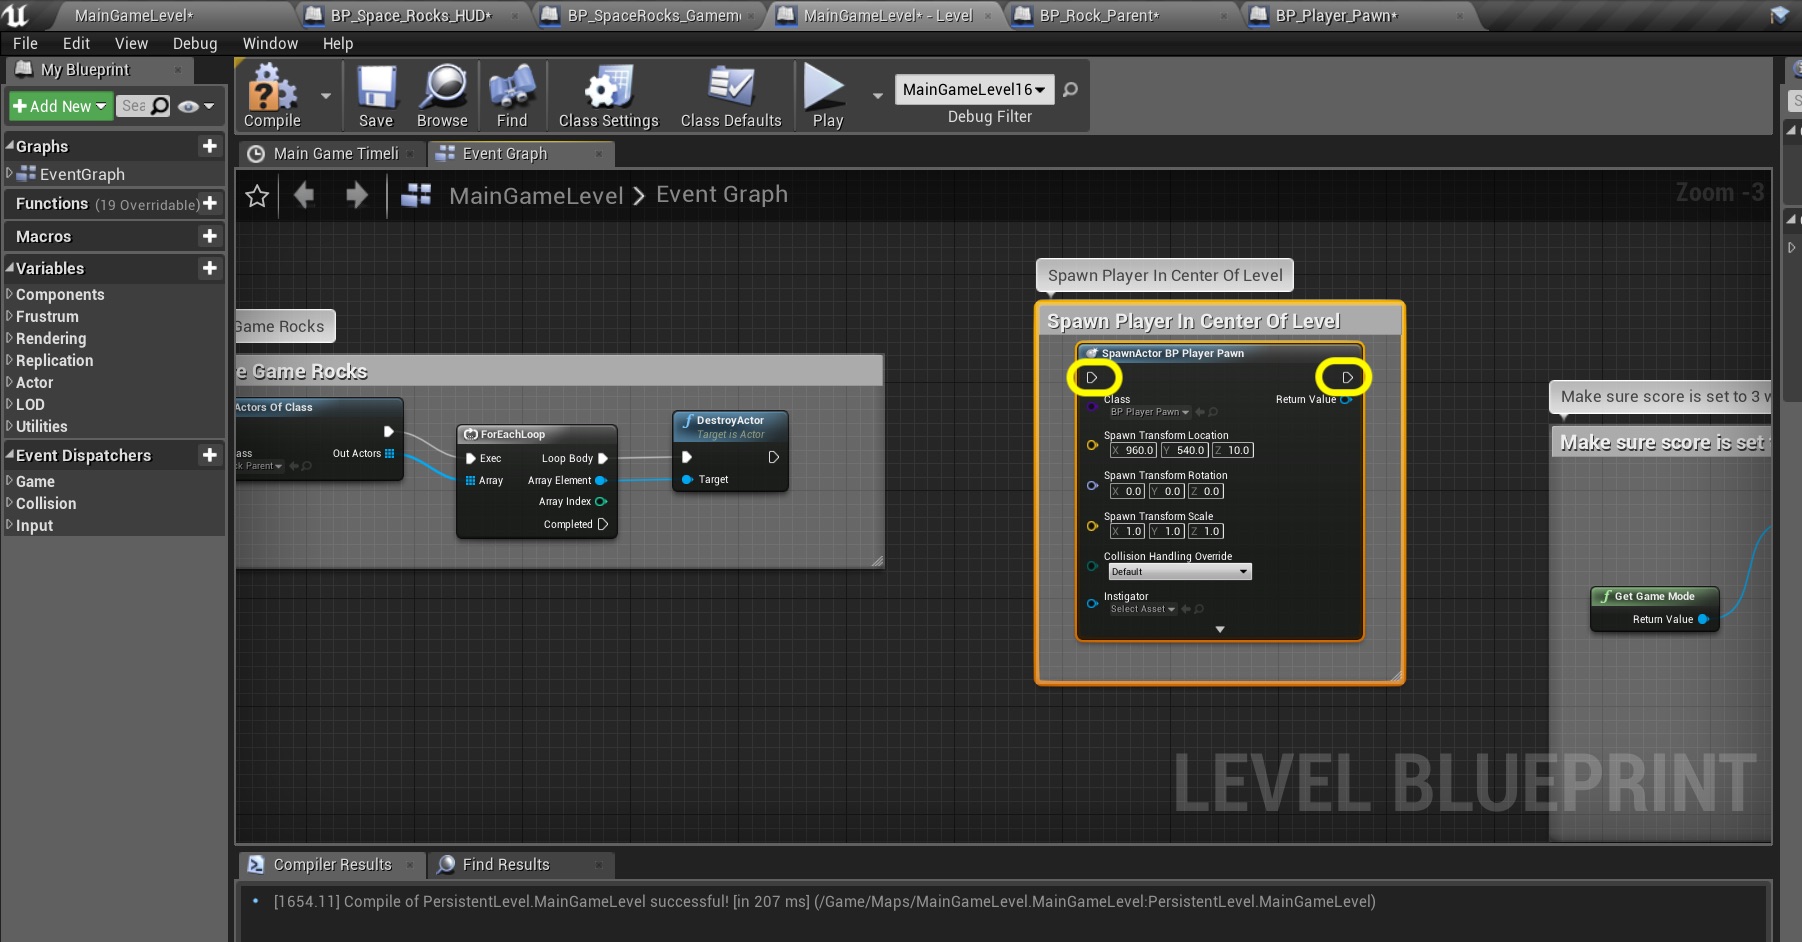 MainGameLevel*
BP_Space_Rocks_HUD*
BP_SpaceRocks_Gamem
MainGameLevel* - Level
BP_Rock_Parent*
BP_Player_Pawn*
File Edit View Debug Window Help
My Blueprint
Add New
Sea
Compile
Save
Browse
Find
Class Settings
Class Defaults
Play
MainGameLevel16
Debug Filter
Graphs
EventGraph
Functions (19 Overridable)
Macros
Variables
Components
Frustrum
Rendering
Replication
Actor
LOD
Utilities
Event Dispatchers
Game
Collision
Input
Main Game Timeli
Event Graph
MainGameLevel > Event Graph
Zoom -3
Game Rocks
e Game Rocks
Actors Of Class
ass
ck Parent
Out Actors
ForEachLoop
Exec
Loop Body
Array
Array Element
Array Index
Completed
DestroyActor
Target is Actor
Target
Spawn Player In Center Of Level
Spawn Player In Center Of Level
SpawnActor BP Player Pawn
Class
BP Player Pawn
Return Value
Spawn Transform Location
X 960.0 Y 540.0 Z 10.0
Spawn Transform Rotation
X 0.0 Y 0.0 Z 0.0
Spawn Transform Scale
X 1.0 Y 1.0 Z 1.0
Collision Handling Override
Default
Instigator
Select Asset
Make sure score is set to 3 w
Make sure score is set
Get Game Mode
Return Value
LEVEL BLUEPRINT
Compiler Results
Find Results
[1654.11] Compile of PersistentLevel.MainGameLevel successful! [in 207 ms] (/Game/Maps/MainGameLevel.MainGameLevel:PersistentLevel.MainGameLevel)